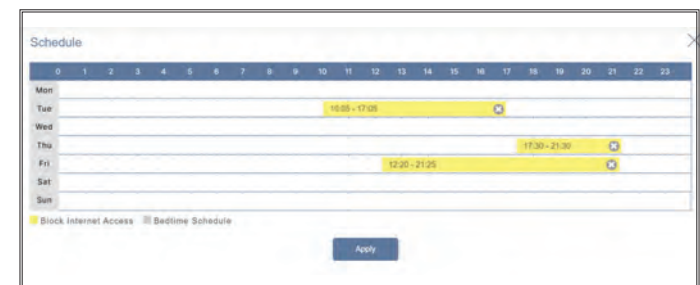 Schedule
0 1 2 3 4 5 6 7 8 9 10 11 12 13 14 15 16 17 18 19 20 21 22 23
Mon
Tue 10:05 - 17:05
Wed
Thu 17:30 - 21:30
Fri 12:20 - 21:25
Sat
Sun
Block Internet Access Bedtime Schedule
Apply